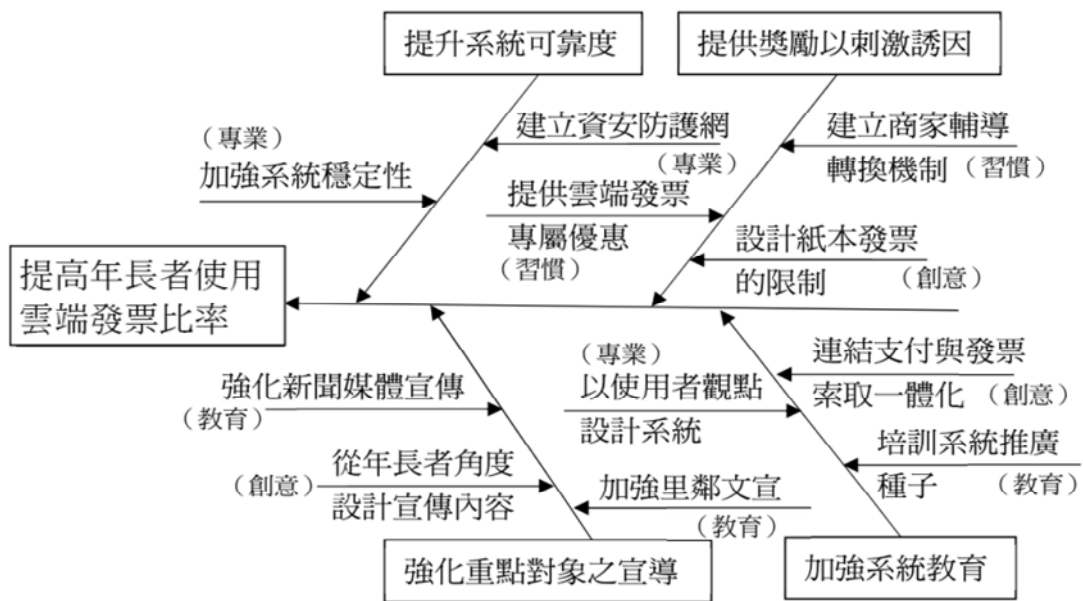 提升系統可靠度
提供獎勵以刺激誘因
建立資安防護網
（專業）
（專業）
加強系統穩定性
建立商家輔導
轉換機制（習慣）
提供雲端發票
專屬優惠
（習慣）
設計紙本發票
的限制
（創意）
提高年長者使用
雲端發票比率
強化新聞媒體宣傳
（教育）
（創意）
從年長者角度
設計宣傳內容
加強里鄰文宣
（教育）
（專業）
以使用者觀點
設計系統
連結支付與發票
索取一體化（創意）
培訓系統推廣
種子
（教育）
強化重點對象之宣導
加強系統教育